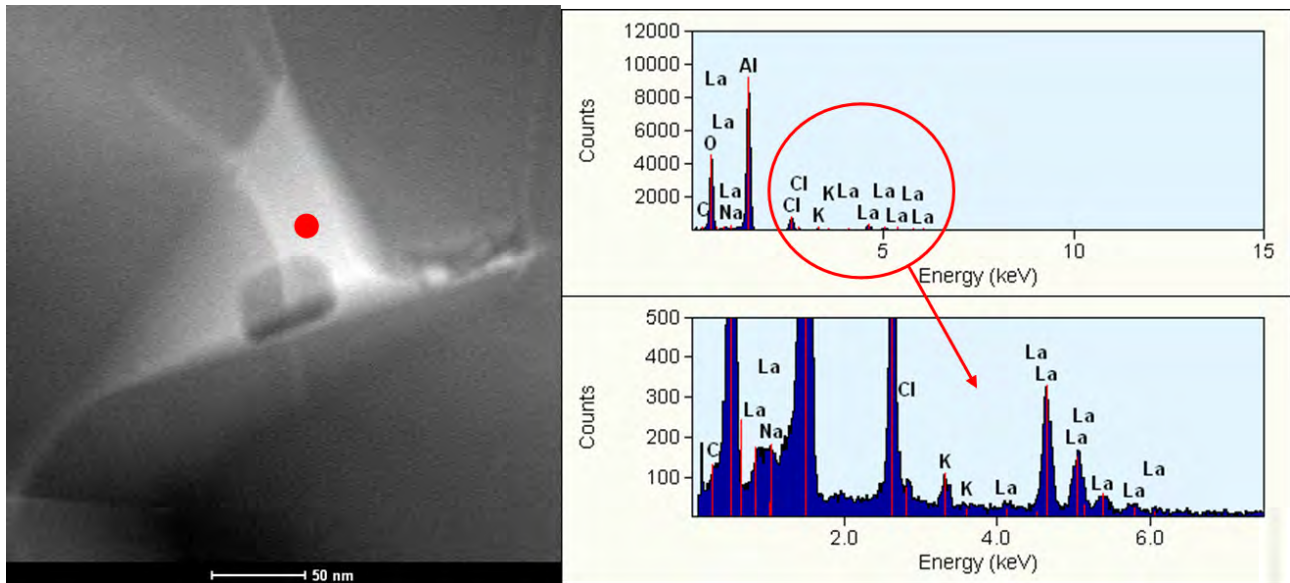 50 nm
12000
10000
8000
6000
4000
2000
Counts
La
Al
La
O
La
C
Na
Cl
Cl
K
K
La
La
La
La
La
La
5
10
15
Energy (keV)
500
400
300
200
100
Counts
C
La
La
Na
Cl
K
K
La
La
La
La
La
La
La
La
2.0
4.0
6.0
Energy (keV)